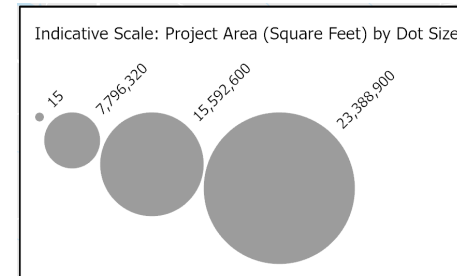 Indicative Scale: Project Area (Square Feet) by Dot Size
15
7,796,320
15,592,600
23,388,900